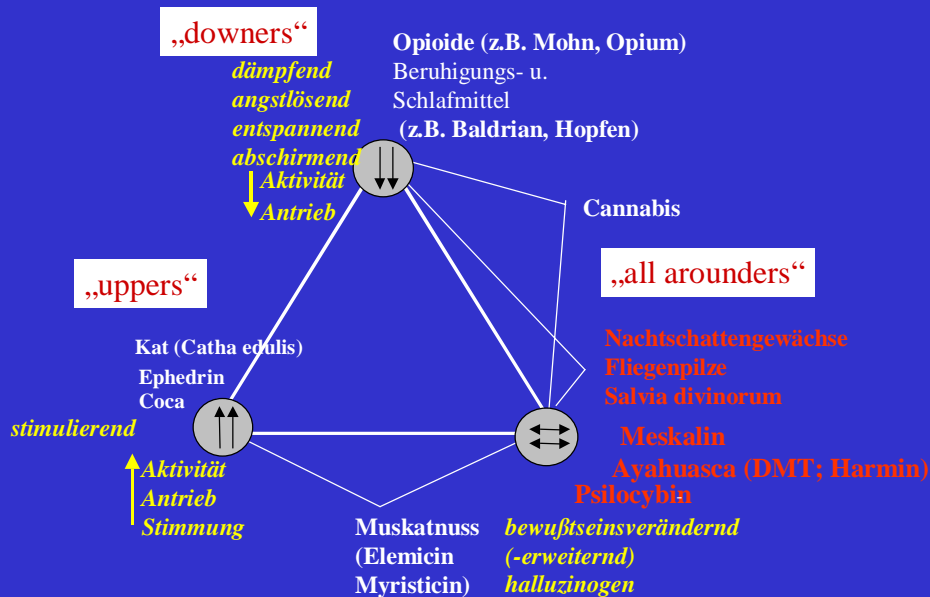 „downers“
dämpfend
angstlösend
entspannend
abschirmend
Aktivität
Antrieb
Opioide (z.B. Mohn, Opium)
Beruhigungs- u.
Schlafmittel
(z.B. Baldrian, Hopfen)
Cannabis
„uppers“
Kat (Catha edulis)
Ephedrin
Coca
stimulierend
Aktivität
Antrieb
Stimmung
„all arounders“
Nachtschattengewächse
Fliegenpilze
Salvia divinorum
Meskalin
Ayahuasca (DMT; Harmin)
Psilocybin
-
Muskatnuss
(Elemicin
Myristicin)
bewußtseinsverändernd
(-erweiternd)
halluzinogen